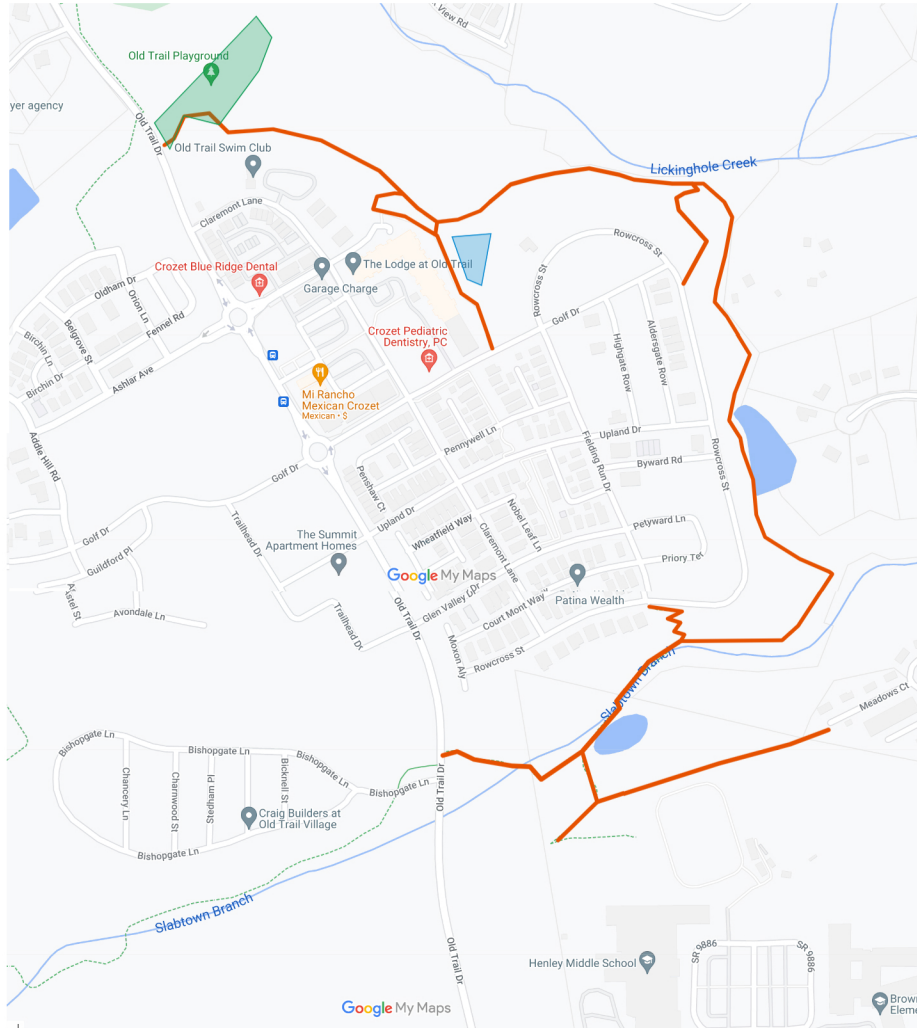 View Rd
Old Trail Playground
yer agency
Old Trail Dr
Old Trail Swim Club
Lickinghole Creek
Claremont Lane
Rowcross St
Crozet Blue Ridge Dental
The Lodge at Old Trail
Garage Charge
Oldham Dr
Orion Ln
Fennel Rd
Rowcross St
Golf Dr
Birchin Ln
Belgrove St
Crozet Pediatric
Dentistry, PC
Highgate Row
Aldersgate Row
Birchin Dr
Ashlar Ave
Mi Rancho
Mexican Crozet
Mexican • $
Addle Hill Rd
Pennywell Ln
Upland Dr
Fielding Run Dr
Byward Rd
Rowcross St
Golf Dr
Penshaw Ct
Upland Dr
Wheatfield Way
Nobel Leaf Ln
Claremont Lane
Petyward Ln
Golf Dr
Guildford Pl
Trailhead Dr
The Summit
Apartment Homes
Priory Ter
Google My Maps
Patina Wealth
Avondale Ln
Trailhead Dr
Old Trail Dr
Court Mont Way
Moxon Aly
Rowcross St
Slabtown Branch
Meadows Ct
Bishopgate Ln
Bishopgate Ln
Bishopgate Ln
Bishopgate Ln
Chancery Ln
Charnwood St
Stedham Pl
Bicknell St
Old Trail Dr
Craig Builders at
Old Trail Village
Bishopgate Ln
Slabtown Branch
Old Trail Dr
Henley Middle School
SR 9886
SR 9886
Google My Maps
Brow
Eleme